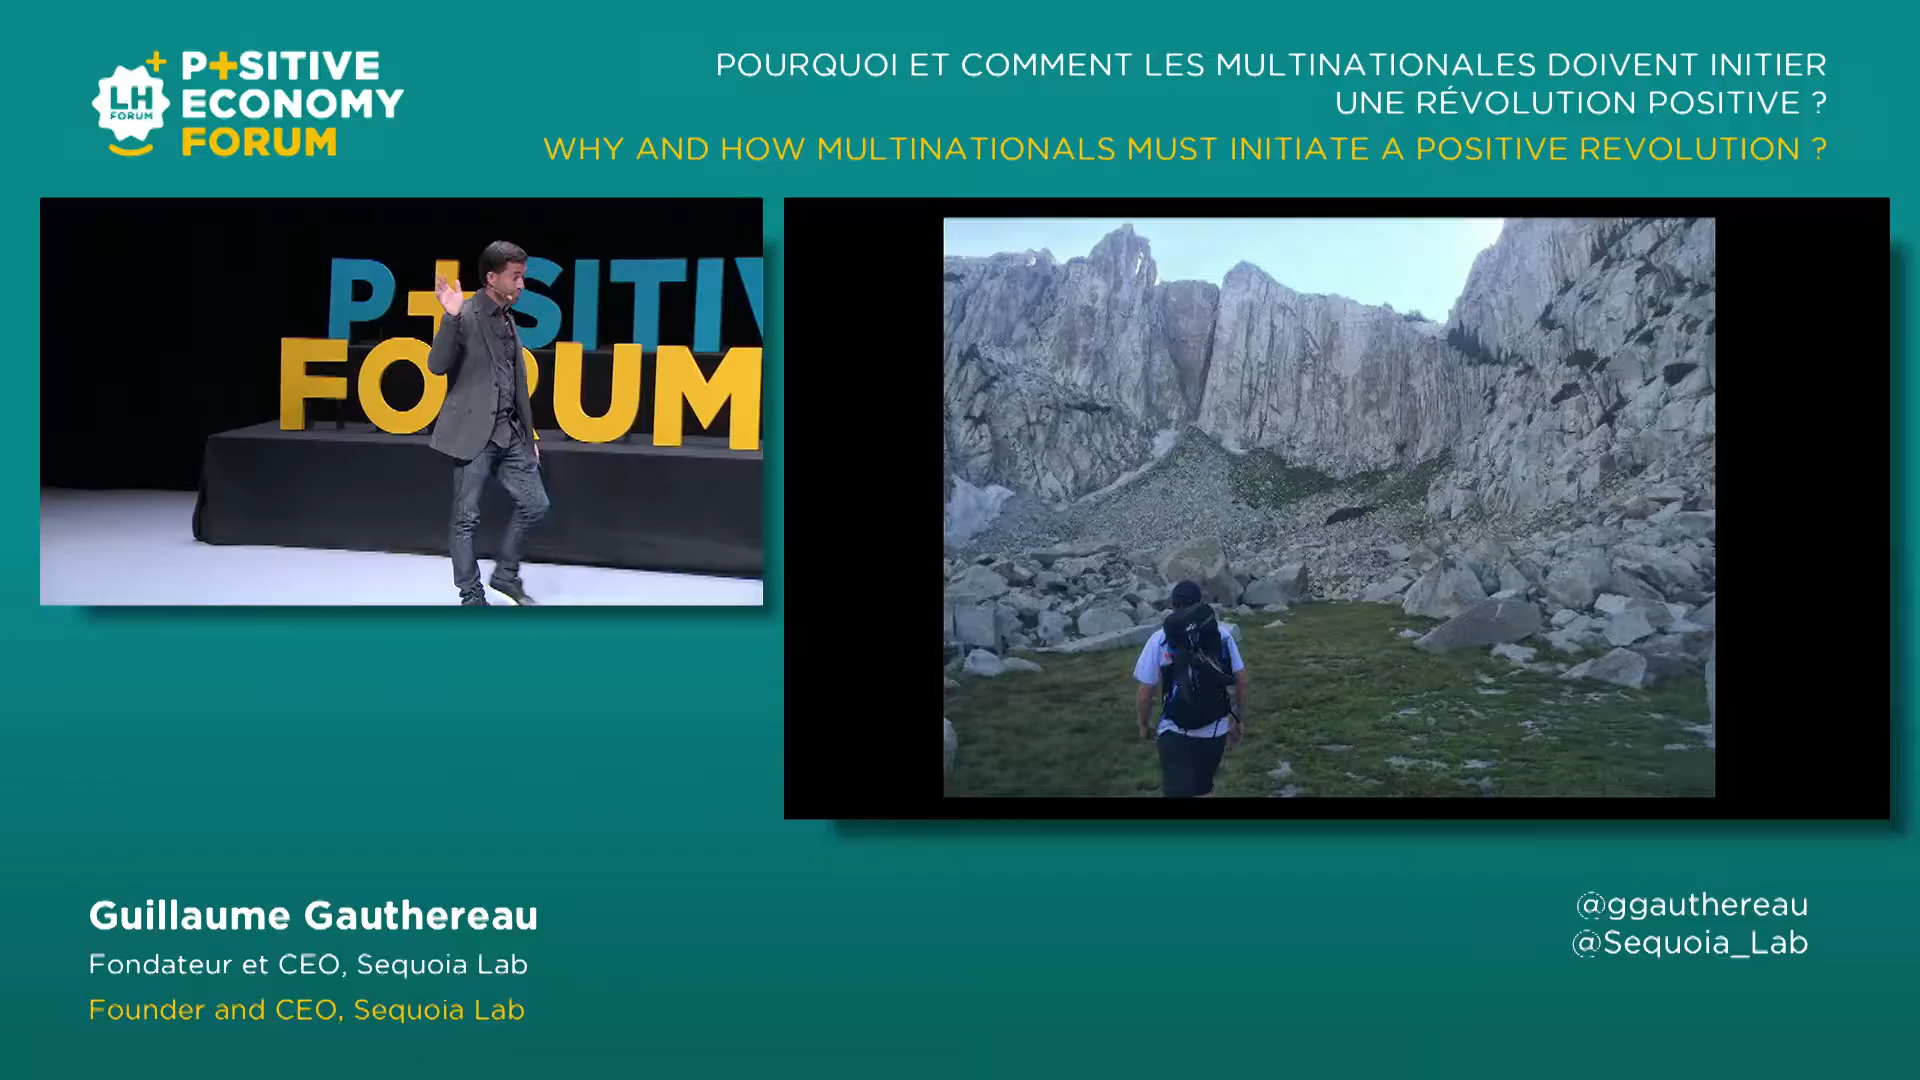 LH
FORUM
P+SITIVE
ECONOMY
FORUM
POURQUOI ET COMMENT LES MULTINATIONALES DOIVENT INITIER
UNE RÉVOLUTION POSITIVE ?
WHY AND HOW MULTINATIONALS MUST INITIATE A POSITIVE REVOLUTION ?
P+SITIV
FORUM
Guillaume Gauthereau
Fondateur et CEO, Sequoia Lab
Founder and CEO, Sequoia Lab
@ggauthereau
@Sequoia_Lab